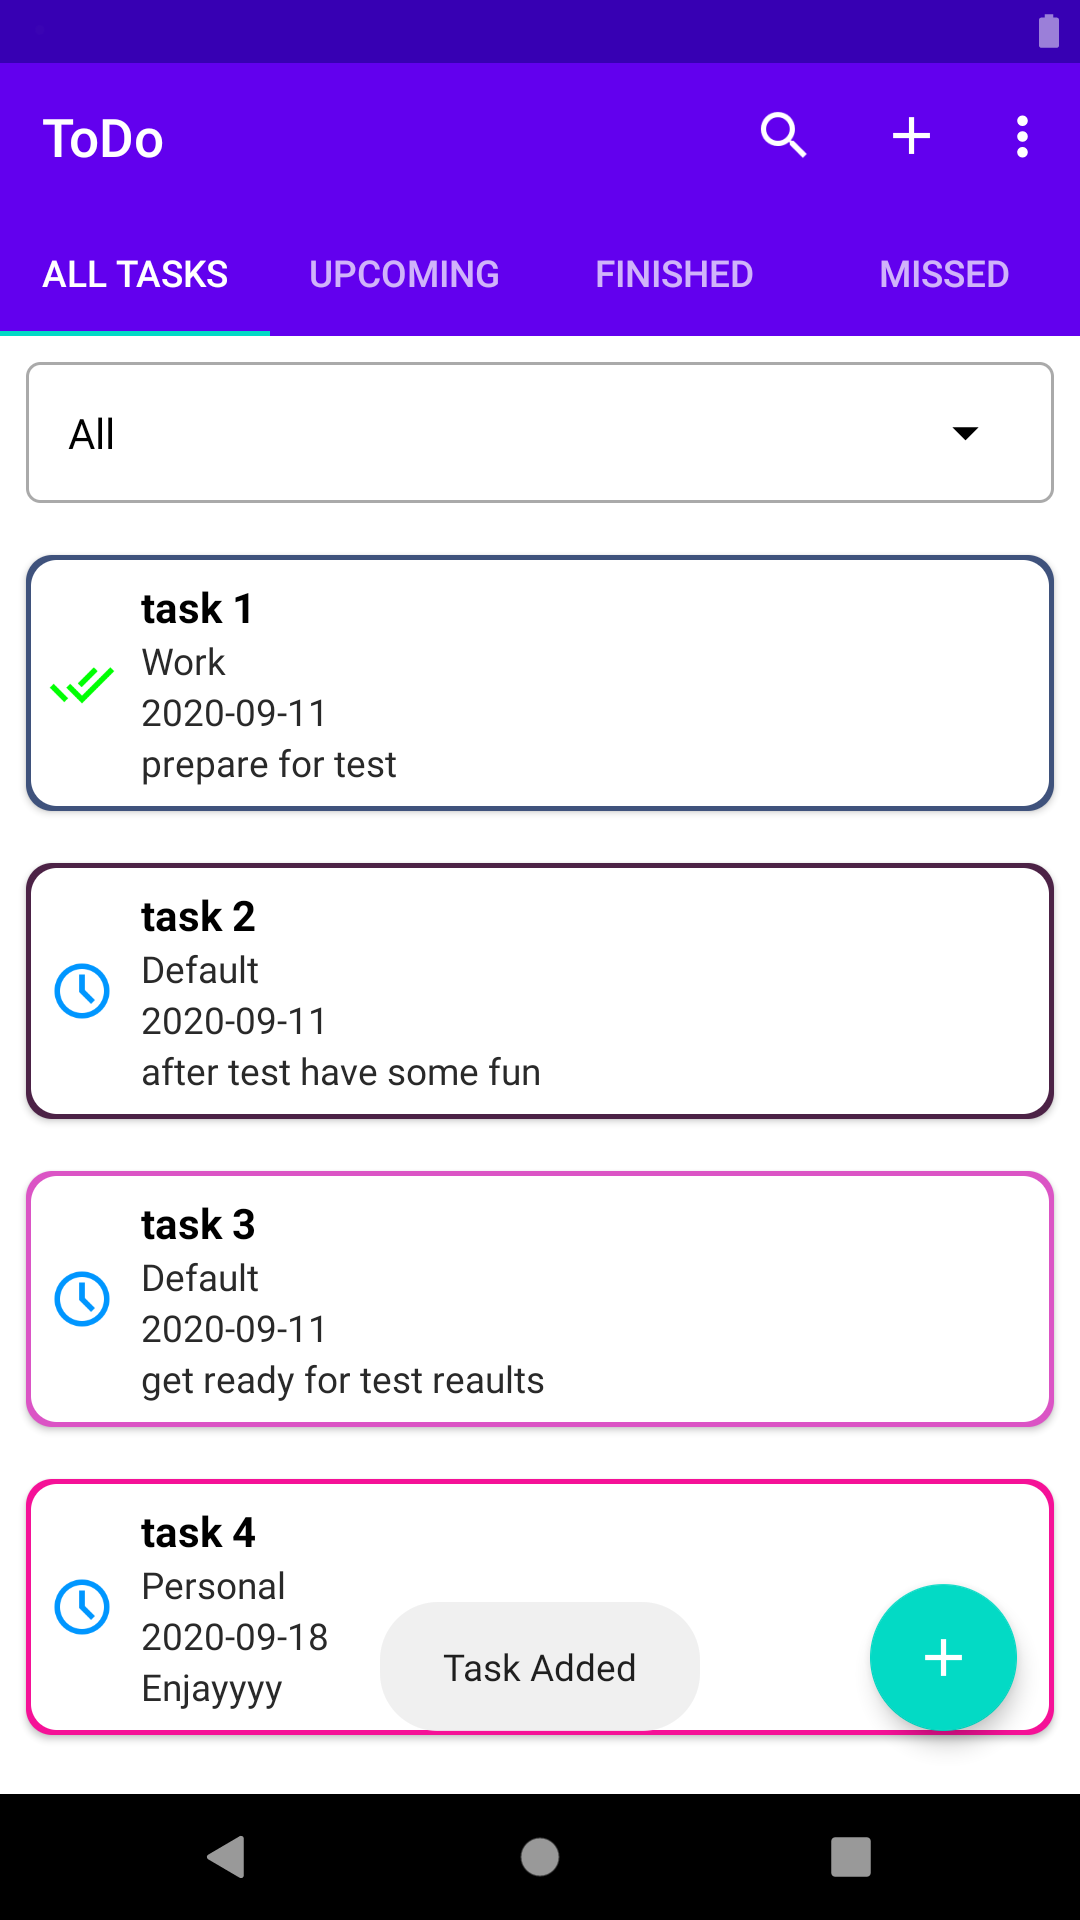 ToDo
ALL TASKS UPCOMING FINISHED MISSED
All
task 1
Work
2020-09-11
prepare for test
task 2
Default
2020-09-11
after test have some fun
task 3
Default
2020-09-11
get ready for test reaults
task 4
Personal
2020-09-18
Enjayyyy
Task Added